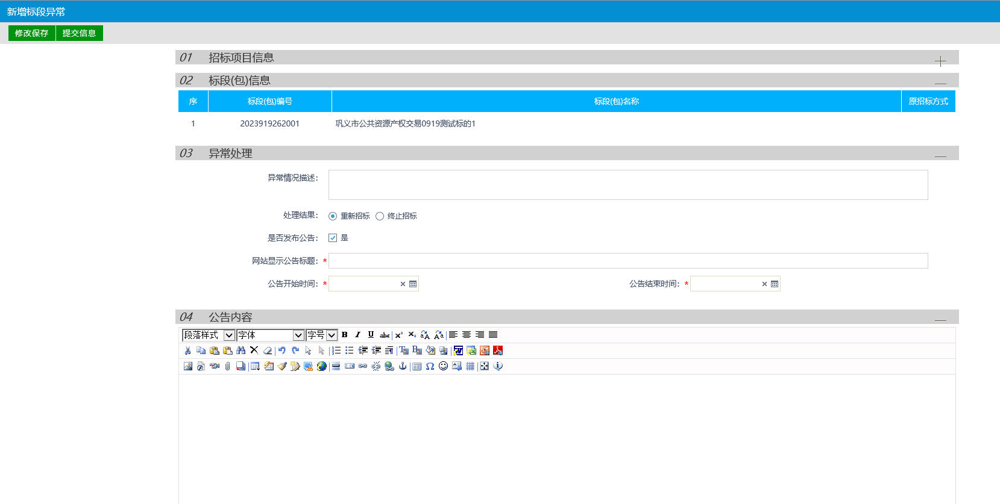 新增标段异常
修改保存 提交信息
01 招标项目信息
02 标段(包)信息
序 标段(包)编号 标段(包)名称 原招标方式
1 2023919262001 巩义市公共资源产权交易0919测试标的1
03 异常处理
异常情况描述：
处理结果： 重新招标 终止招标
是否发布公告： 是
网站显示公告标题：*
公告开始时间：* 公告结束时间：*
04 公告内容
段落样式 字体 字号 B I U abc